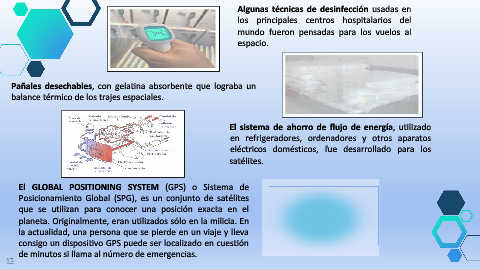 Algunas técnicas de desinfección usadas en
los principales centros hospitalarios del
mundo fueron pensadas para los vuelos al
espacio.
Pañales desechables, con gelatina absorbente que lograba un
balance térmico de los trajes espaciales.
El sistema de ahorro de flujo de energía, utilizado
en refrigeradores, ordenadores y otros aparatos
eléctricos domésticos, fue desarrollado para los
satélites.
El GLOBAL POSITIONING SYSTEM (GPS) o Sistema de
Posicionamiento Global (SPG), es un conjunto de satélites
que se utilizan para conocer una posición exacta en el
planeta. Originalmente, eran utilizados sólo en la milicia. En
la actualidad, una persona que se pierde en un viaje y lleva
consigo un dispositivo GPS puede ser localizado en cuestión
de minutos si llama al número de emergencias.